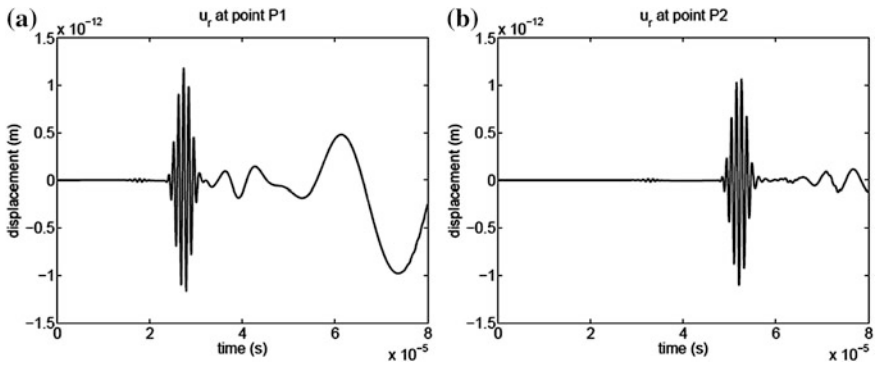 (a)
u_r at point P1
x 10^-12
1.5
1
0.5
0
−0.5
−1
−1.5
displacement (m)
0
2
4
6
8
time (s)
x 10^-5
(b)
u_r at point P2
x 10^-12
1.5
1
0.5
0
−0.5
−1
−1.5
displacement (m)
0
2
4
6
8
time (s)
x 10^-5